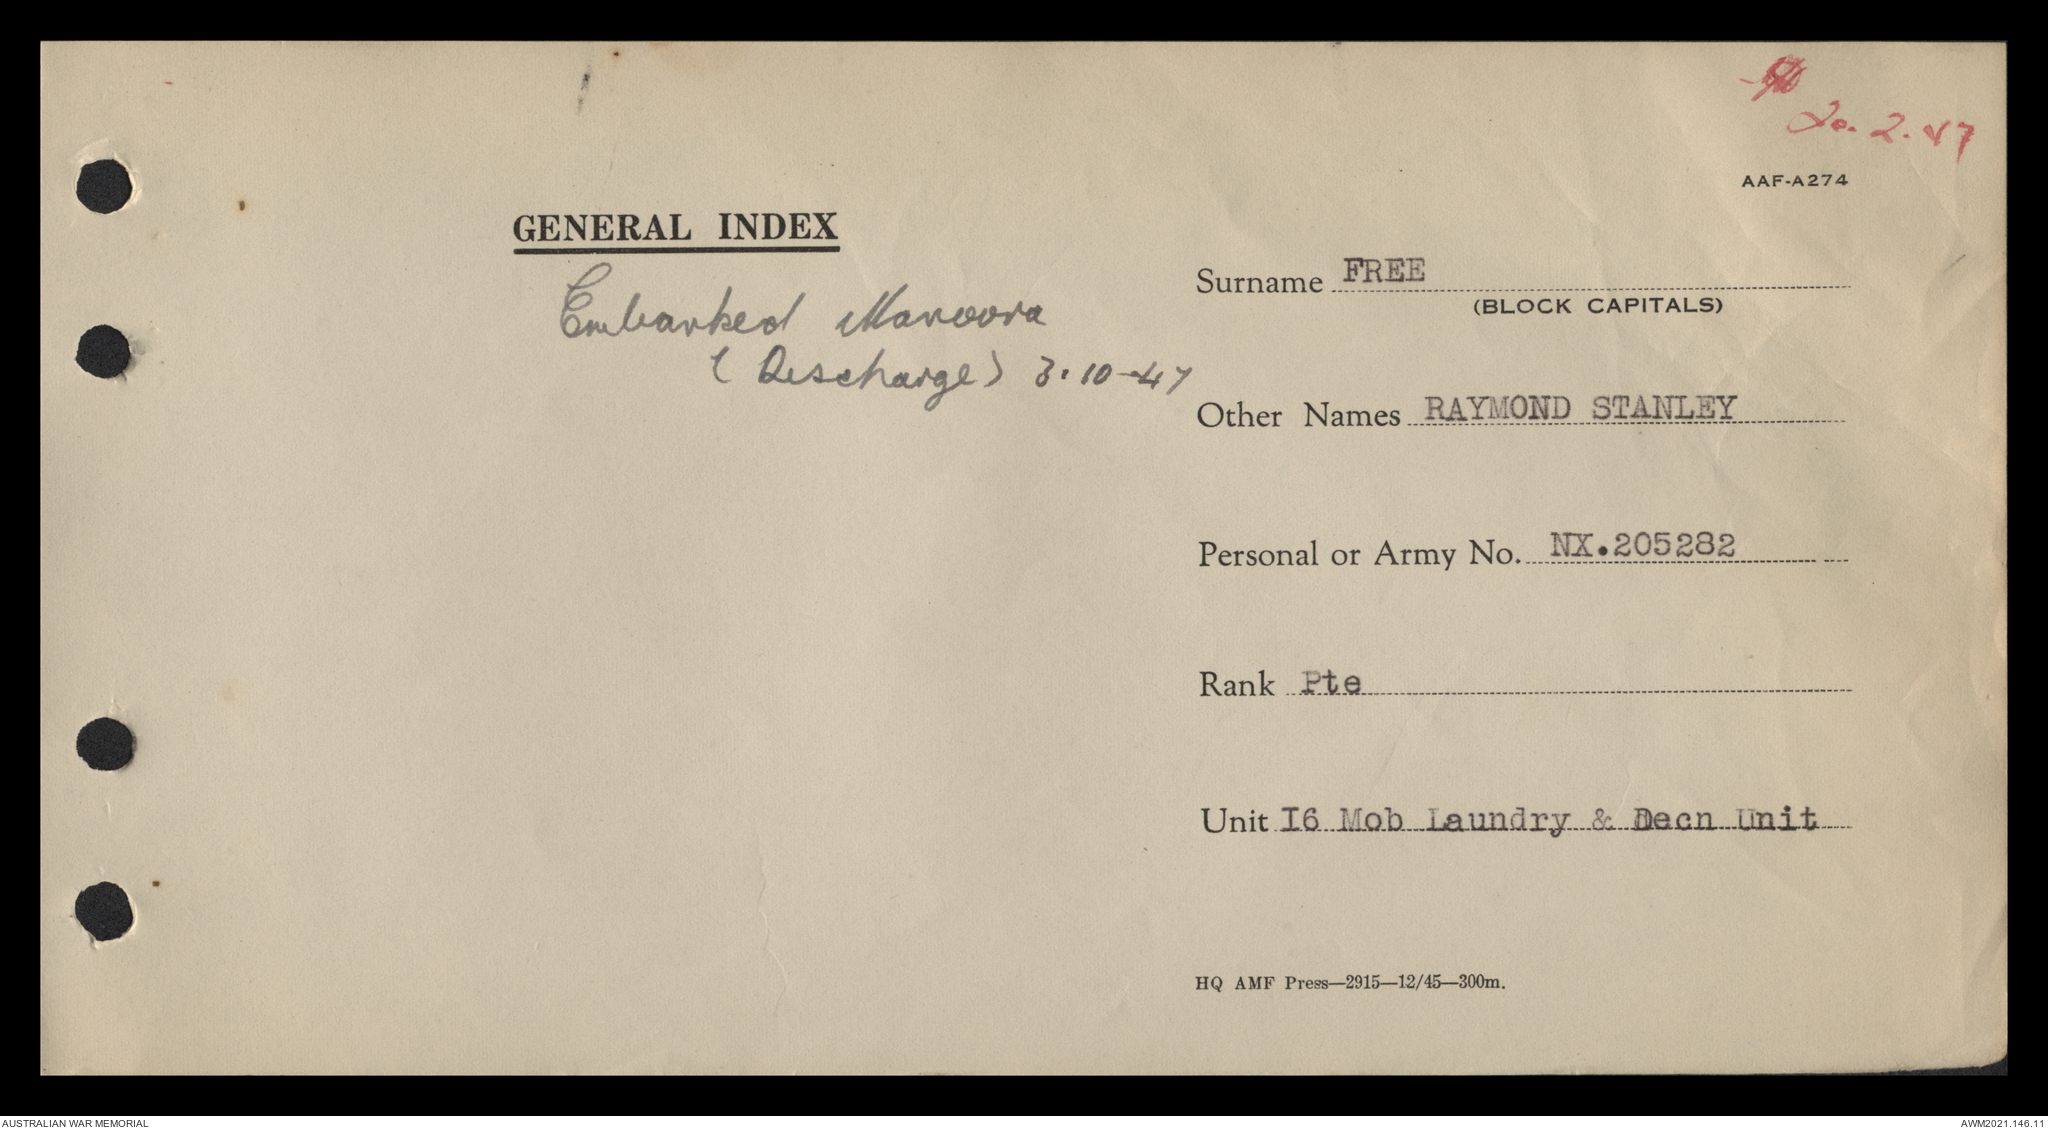 20.2.47
AAF-A274
GENERAL INDEX
Embarked Manoora
(Discharge) 3.10-47
Surname FREE
(BLOCK CAPITALS)
Other Names RAYMOND STANLEY
Personal or Army No. NX.205282
Rank Pte
Unit I6 Mob Laundry & Decn Unit
HQ AMF Press—2915—12/45—300m.
AUSTRALIAN WAR MEMORIAL
AWM2021.146.11